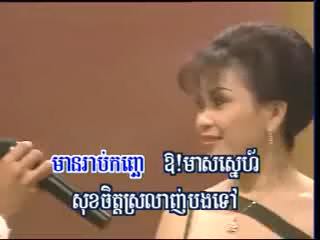 មានរាប់កញ្ឆេ ឱ!មាសស្នេហ៍
សុខចិត្តស្រលាញ់បងទៅ